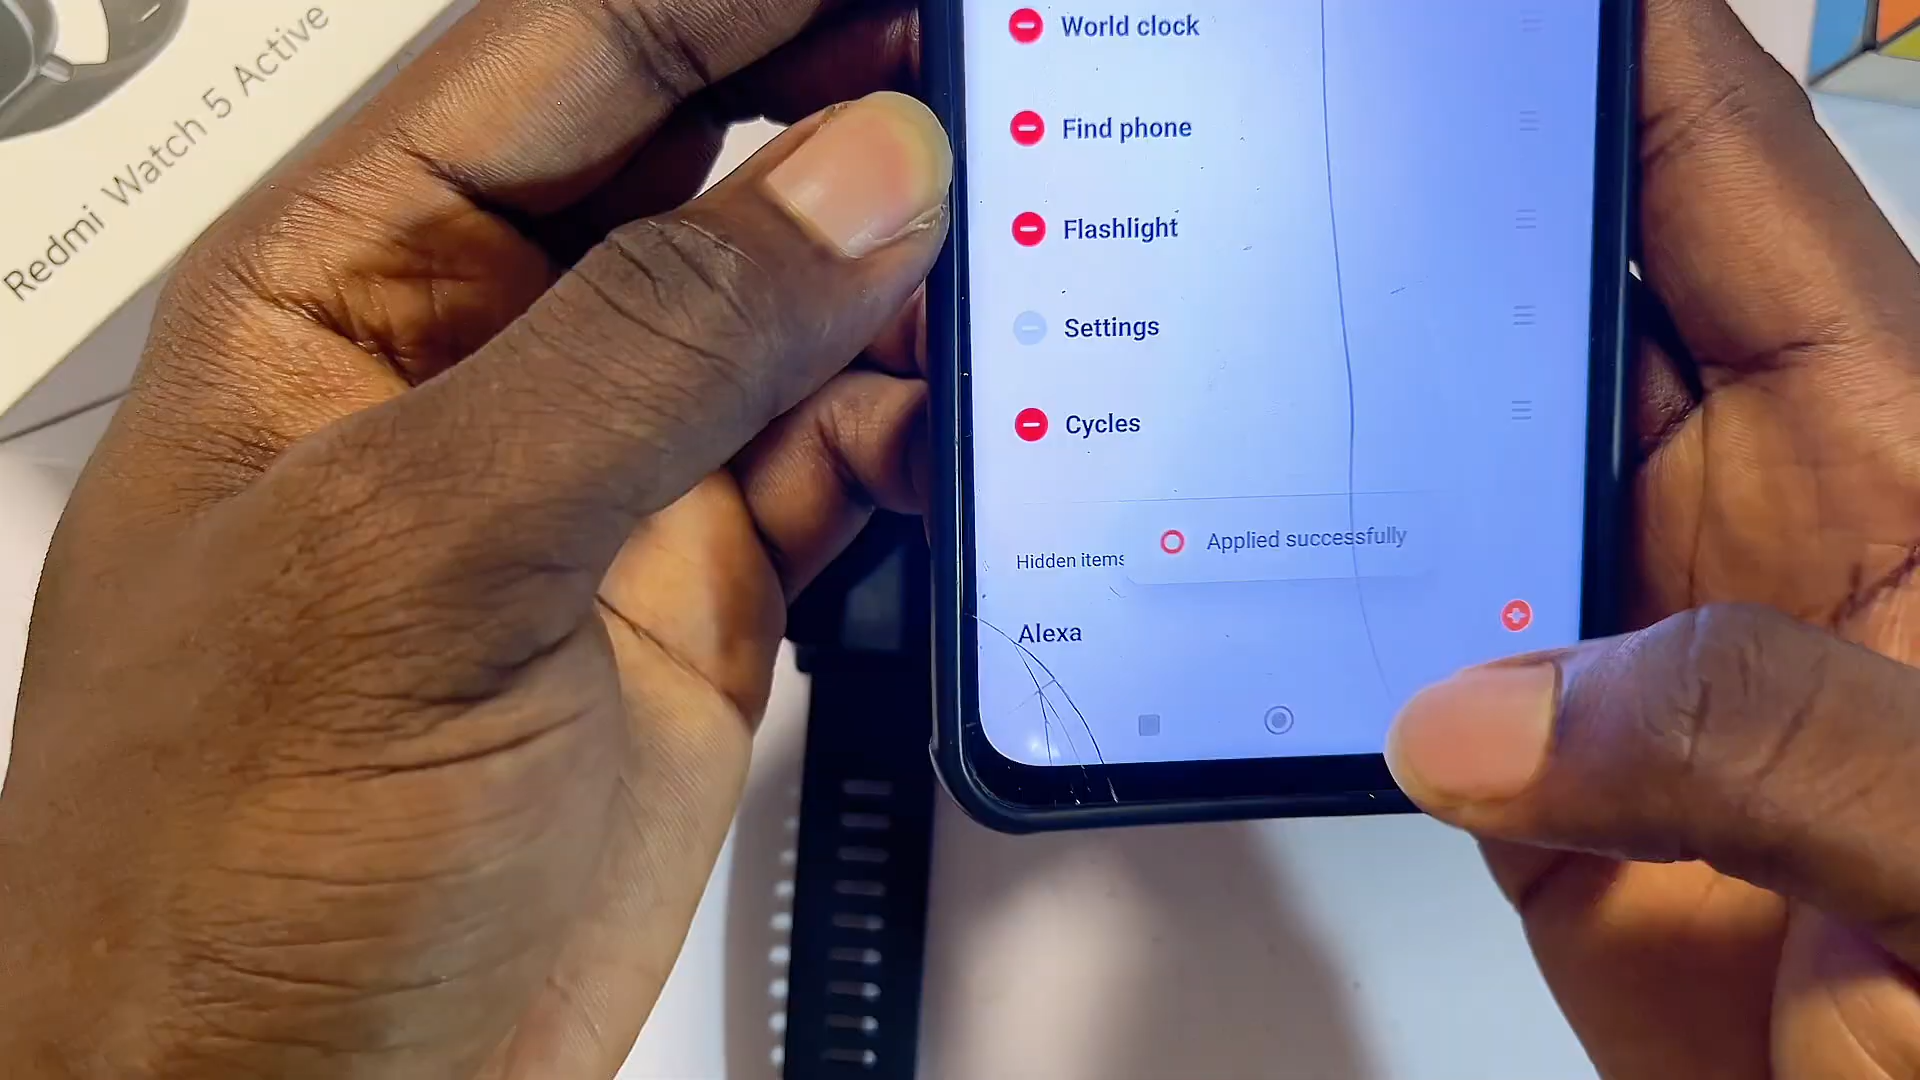 Redmi Watch 5 Active
World clock
Find phone
Flashlight
Settings
Cycles
Applied successfully
Hidden items
Alexa